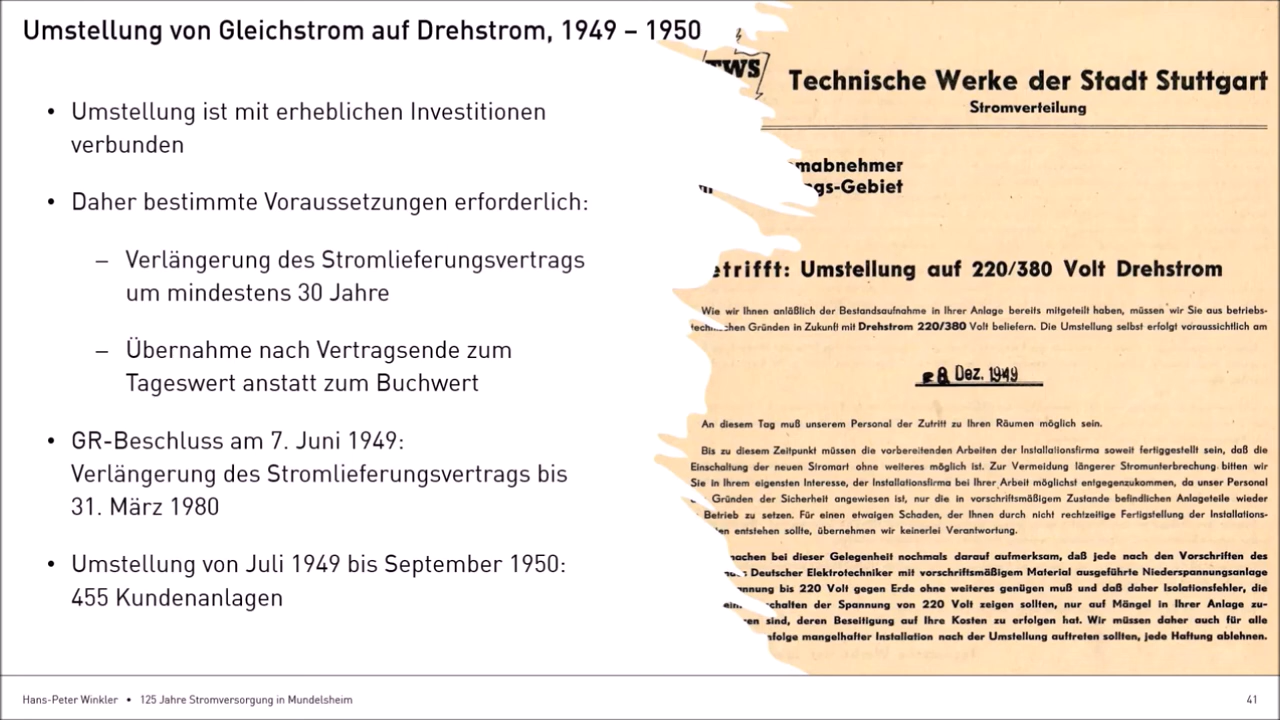 Umstellung von Gleichstrom auf Drehstrom, 1949 – 1950
• Umstellung ist mit erheblichen Investitionen
verbunden
• Daher bestimmte Voraussetzungen erforderlich:
– Verlängerung des Stromlieferungsvertrags
um mindestens 30 Jahre
– Übernahme nach Vertragsende zum
Tageswert anstatt zum Buchwert
• GR-Beschluss am 7. Juni 1949:
Verlängerung des Stromlieferungsvertrags bis
31. März 1980
• Umstellung von Juli 1949 bis September 1950:
455 Kundenanlagen
TWS
Technische Werke der Stadt Stuttgart
Stromverteilung
mabnehmer
gs-Gebiet
etrifft: Umstellung auf 220/380 Volt Drehstrom
Wie wir Ihnen anläßlich der Bestandsaufnahme in Ihrer Anlage bereits mitgeteilt haben, müssen wir Sie aus betriebs-
technischen Gründen in Zukunft mit Drehstrom 220/380 Volt beliefern. Die Umstellung selbst erfolgt voraussichtlich am
8. Dez. 1949
An diesem Tag muß unserem Personal der Zutritt zu Ihren Räumen möglich sein.
Bis zu diesem Zeitpunkt müssen die vorbereitenden Arbeiten der Installationsfirma soweit fertiggestellt sein, daß die
Einschaltung der neuen Stromart ohne weiteres möglich ist. Zur Vermeidung längerer Stromunterbrechung bitten wir
Sie in Ihrem eigensten Interesse, der Installationsfirma bei Ihrer Arbeit möglichst entgegenzukommen, da unser Personal
Gründen der Sicherheit angewiesen ist, nur die in vorschriftsmäßigem Zustande befindlichen Anlageteile wieder
Betrieb zu setzen. Für einen etwaigen Schaden, der Ihnen durch nicht rechtzeitige Fertigstellung der Installations-
en entstehen sollte, übernehmen wir keinerlei Verantwortung.
machen bei dieser Gelegenheit nochmals darauf aufmerksam, daß jede nach den Vorschriften des
Deutscher Elektrotechniker mit vorschriftsmäßigem Material ausgeführte Niederspannungsanlage
nnung bis 220 Volt gegen Erde ohne weiteres genügen muß und daß daher Isolationsfehler, die
schalten der Spannung von 220 Volt zeigen sollten, nur auf Mängel in Ihrer Anlage zu-
en sind, deren Beseitigung auf Ihre Kosten zu erfolgen hat. Wir müssen daher auch für alle
folge mangelhafter Installation nach der Umstellung auftreten sollten, jede Haftung ablehnen.
Hans-Peter Winkler • 125 Jahre Stromversorgung in Mundelsheim
41